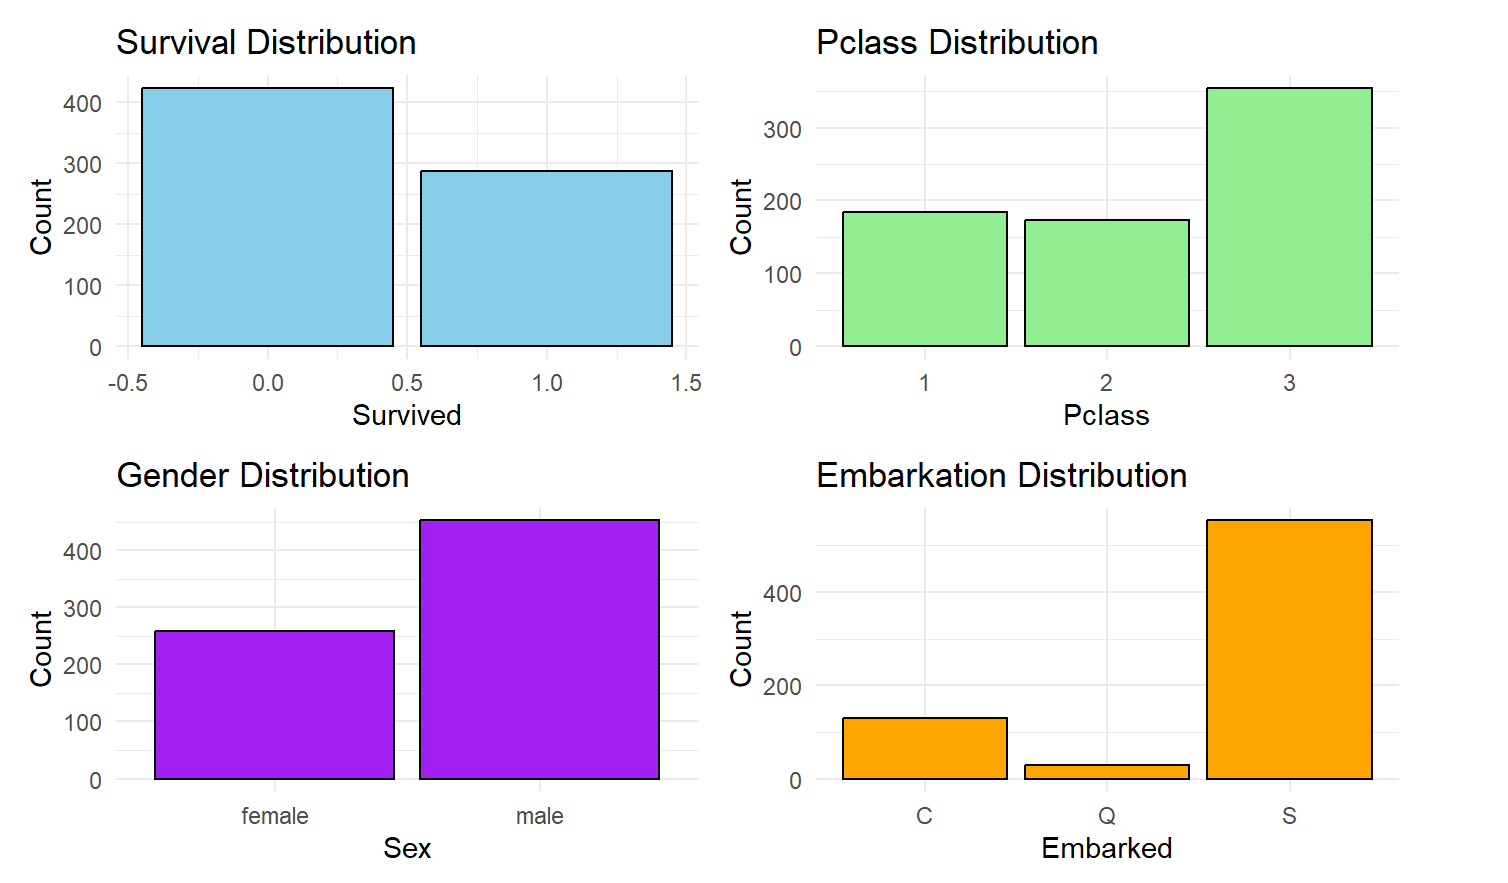 Survival Distribution
Count
400
300
200
100
0
-0.5 0.0 0.5 1.0 1.5
Survived
Pclass Distribution
Count
300
200
100
0
1 2 3
Pclass
Gender Distribution
Count
400
300
200
100
0
female male
Sex
Embarkation Distribution
Count
400
200
0
C Q S
Embarked